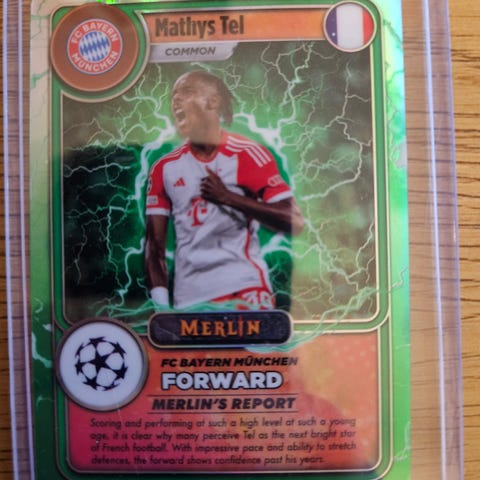 FC BAYERN
MÜNCHEN
Mathys Tel
COMMON
MERLIN
FC BAYERN MÜNCHEN
FORWARD
MERLIN'S REPORT
Scoring and performing at such a high level at such a young
age, it is clear why many perceive Tel as the next bright star
of French football. With impressive pace and ability to stretch
defences, the forward shows confidence past his years.